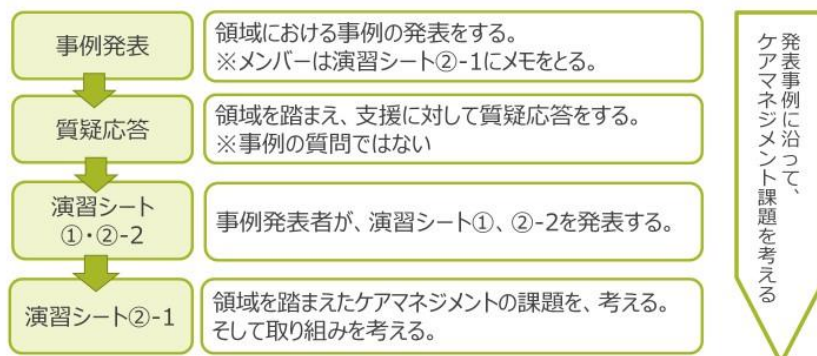 事例発表
領域における事例の発表をする。
※メンバーは演習シート②-1にメモをとる。
質疑応答
領域を踏まえ、支援に対して質疑応答をする。
※事例の質問ではない
演習シート
①・②-2
事例発表者が、演習シート①、②-2を発表する。
演習シート②-1
領域を踏まえたケアマネジメントの課題を、考える。
そして取り組みを考える。
発表事例に沿って、
ケアマネジメント課題を考える